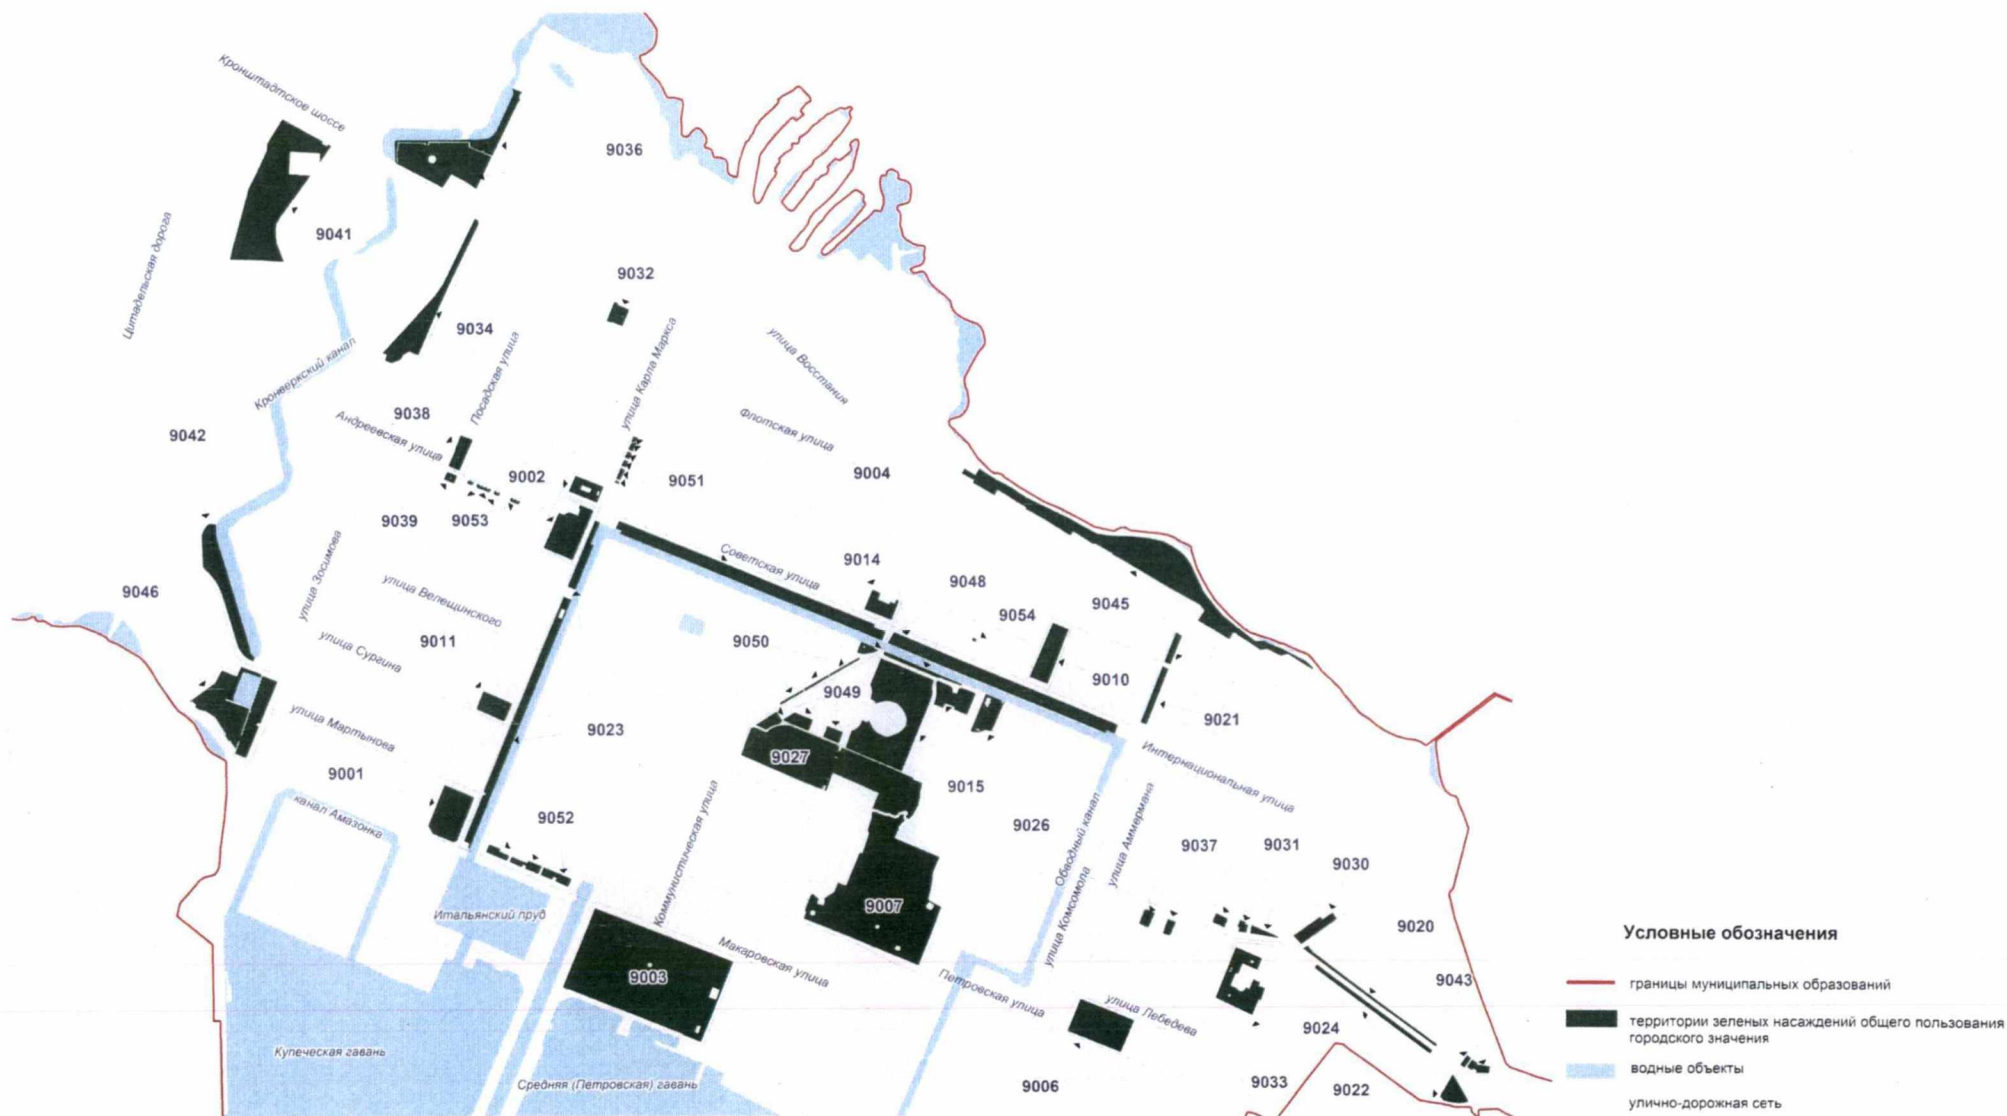 Кронштадтское шоссе
9036
9041
Цитадельская дорога
9032
9034
Посадская улица
улица Карла Маркса
улица Восстания
Кронверкский канал
9038
Андреевская улица
Флотская улица
9042
9002
9051
9004
9039
9053
Советская улица
9014
9048
9046
улица Зосимова
улица Велещинского
9054
9045
9011
9050
улица Сургина
9010
9049
9021
улица Мартынова
9023
9027
Интернациональная улица
9001
9015
канал Амазонка
9052
Коммунистическая улица
9026
Обводный канал
улица Аммермана
9037
9031
9030
Итальянский пруд
9007
улица Комсомола
9020
9003
Макаровская улица
Петровская улица
9043
улица Лебедева
9024
Купеческая гавань
Средняя (Петровская) гавань
9006
9033
9022
Условные обозначения
границы муниципальных образований
территории зеленых насаждений общего пользования
городского значения
водные объекты
улично-дорожная сеть